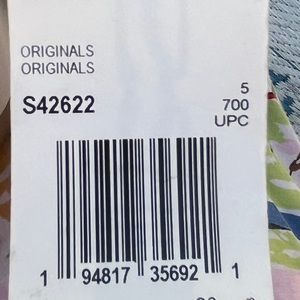 ORIGINALS
ORIGINALS
S42622
5
700
UPC
1 94817 35692 1